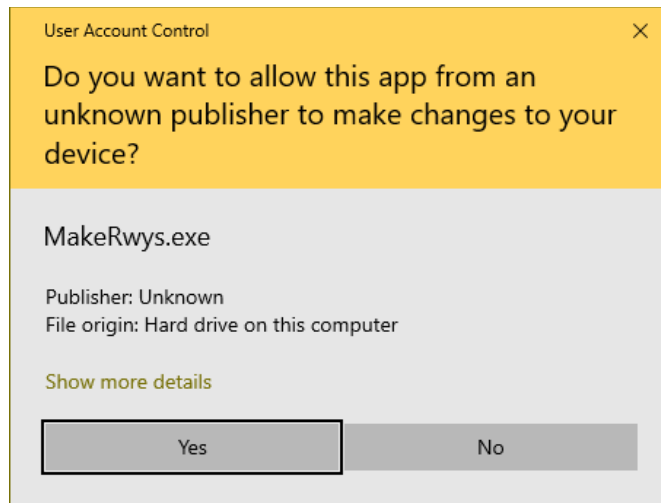 User Account Control
Do you want to allow this app from an
unknown publisher to make changes to your
device?
MakeRwys.exe
Publisher: Unknown
File origin: Hard drive on this computer
Show more details
Yes
No